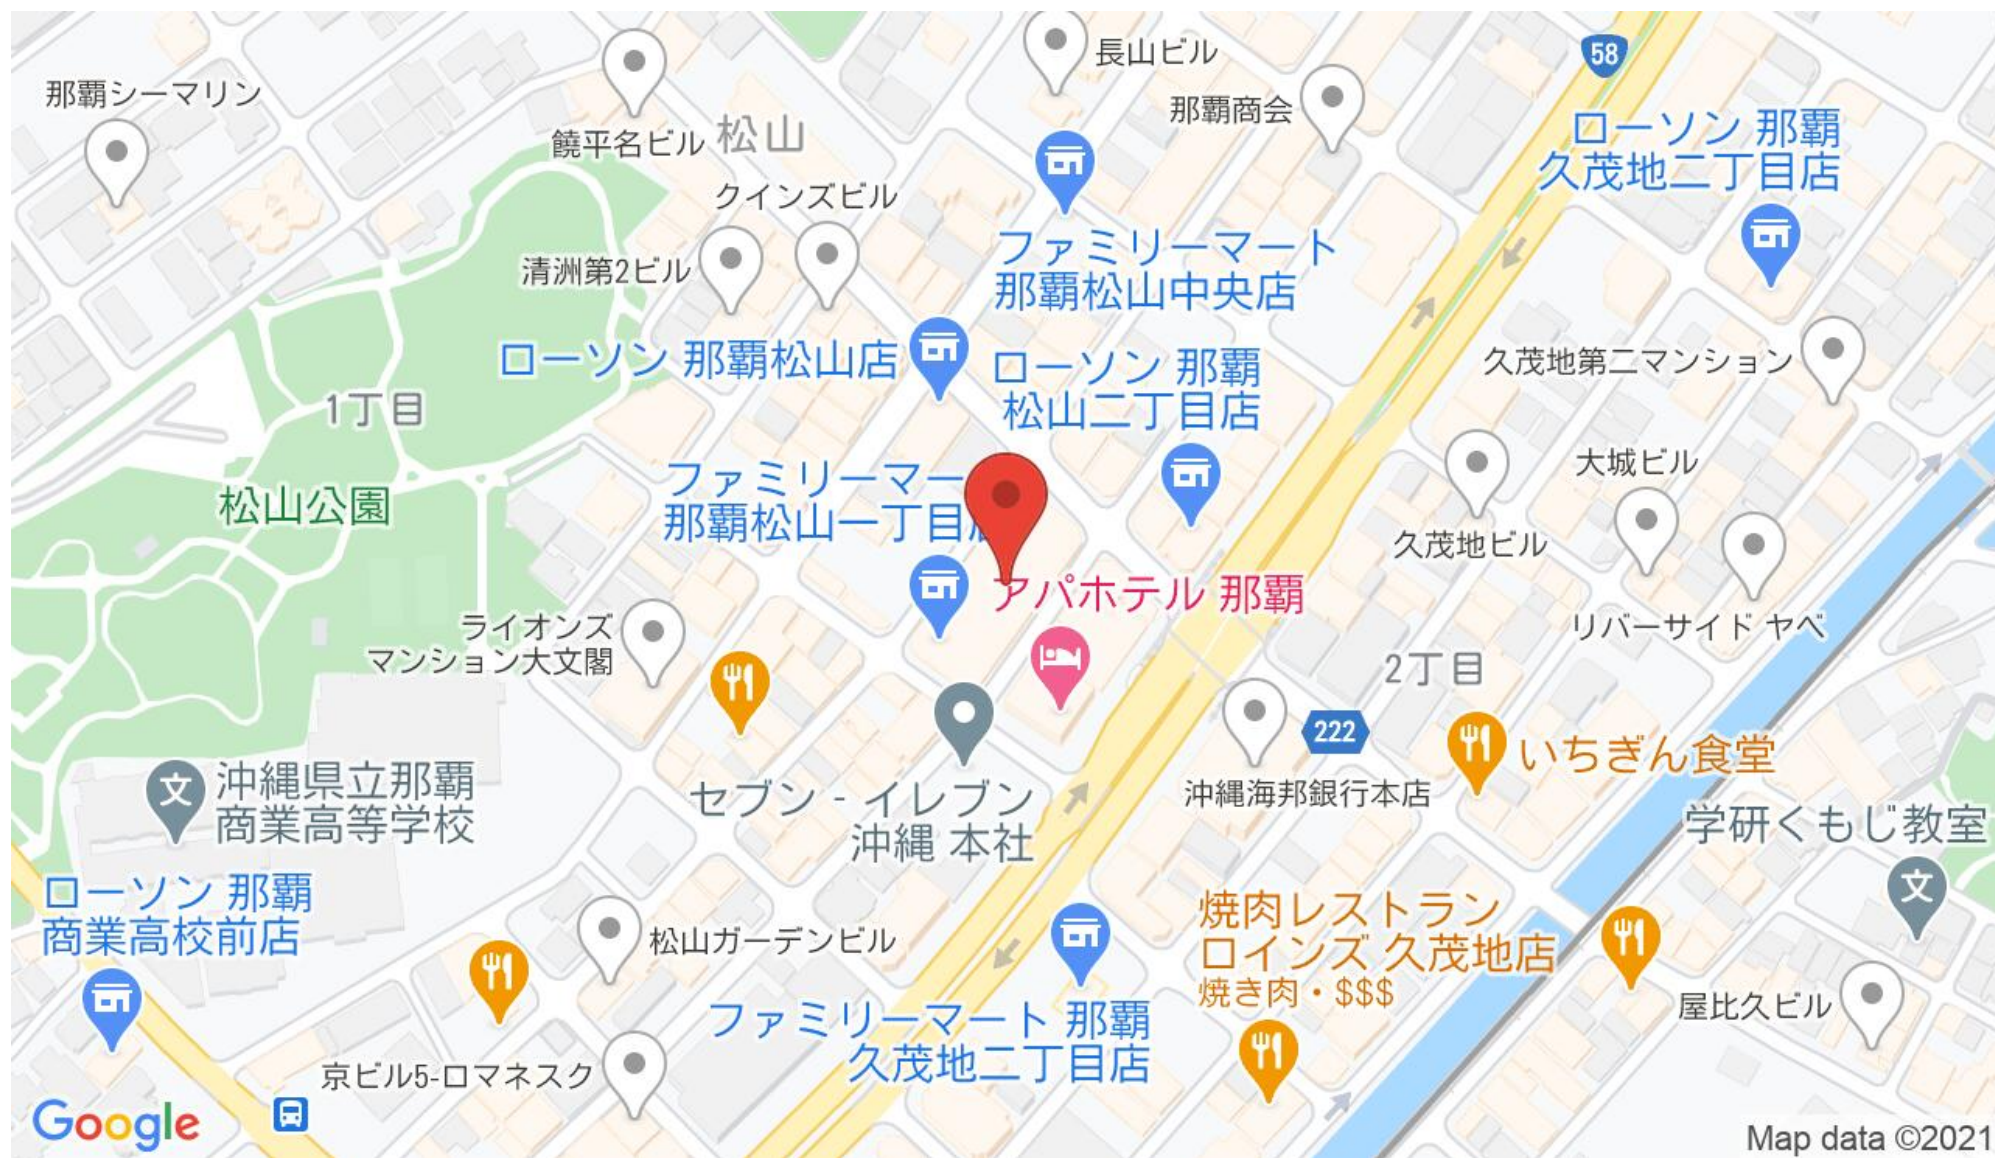 58
長山ビル
那覇シーマリン
那覇商会
ローソン 那覇
久茂地二丁目店
饒平名ビル
松山
クインズビル
ファミリーマート
那覇松山中央店
清洲第2ビル
ローソン 那覇松山店
ローソン 那覇
松山二丁目店
久茂地第二マンション
1丁目
大城ビル
ファミリーマー
那覇松山一丁目
松山公園
久茂地ビル
アパホテル 那覇
リバーサイド ヤベ
ライオンズ
マンション大文閣
2丁目
222
いちぎん食堂
文
沖縄県立那覇
商業高等学校
セブン‐イレブン
沖縄 本社
沖縄海邦銀行本店
学研くもじ教室
文
ローソン 那覇
商業高校前店
焼肉レストラン
ロインズ 久茂地店
焼き肉・$$$
松山ガーデンビル
屋比久ビル
ファミリーマート 那覇
久茂地二丁目店
京ビル5-ロマネスク
Google
Map data ©2021